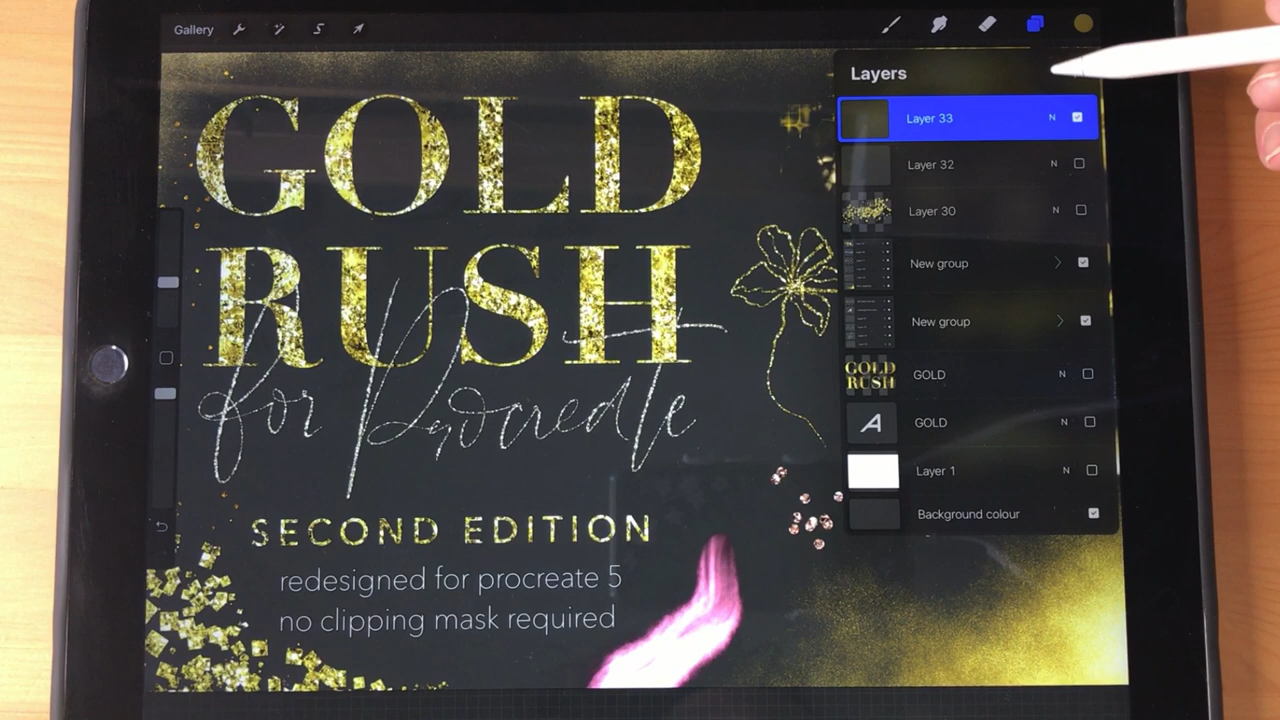 Gallery
GOLD
RUSH
for Procreate
SECOND EDITION
redesigned for procreate 5
no clipping mask required
Layers
Layer 33 N
Layer 32 N
Layer 30 N
New group
New group
GOLD RUSH
GOLD N
A
GOLD N
Layer 1 N
Background colour